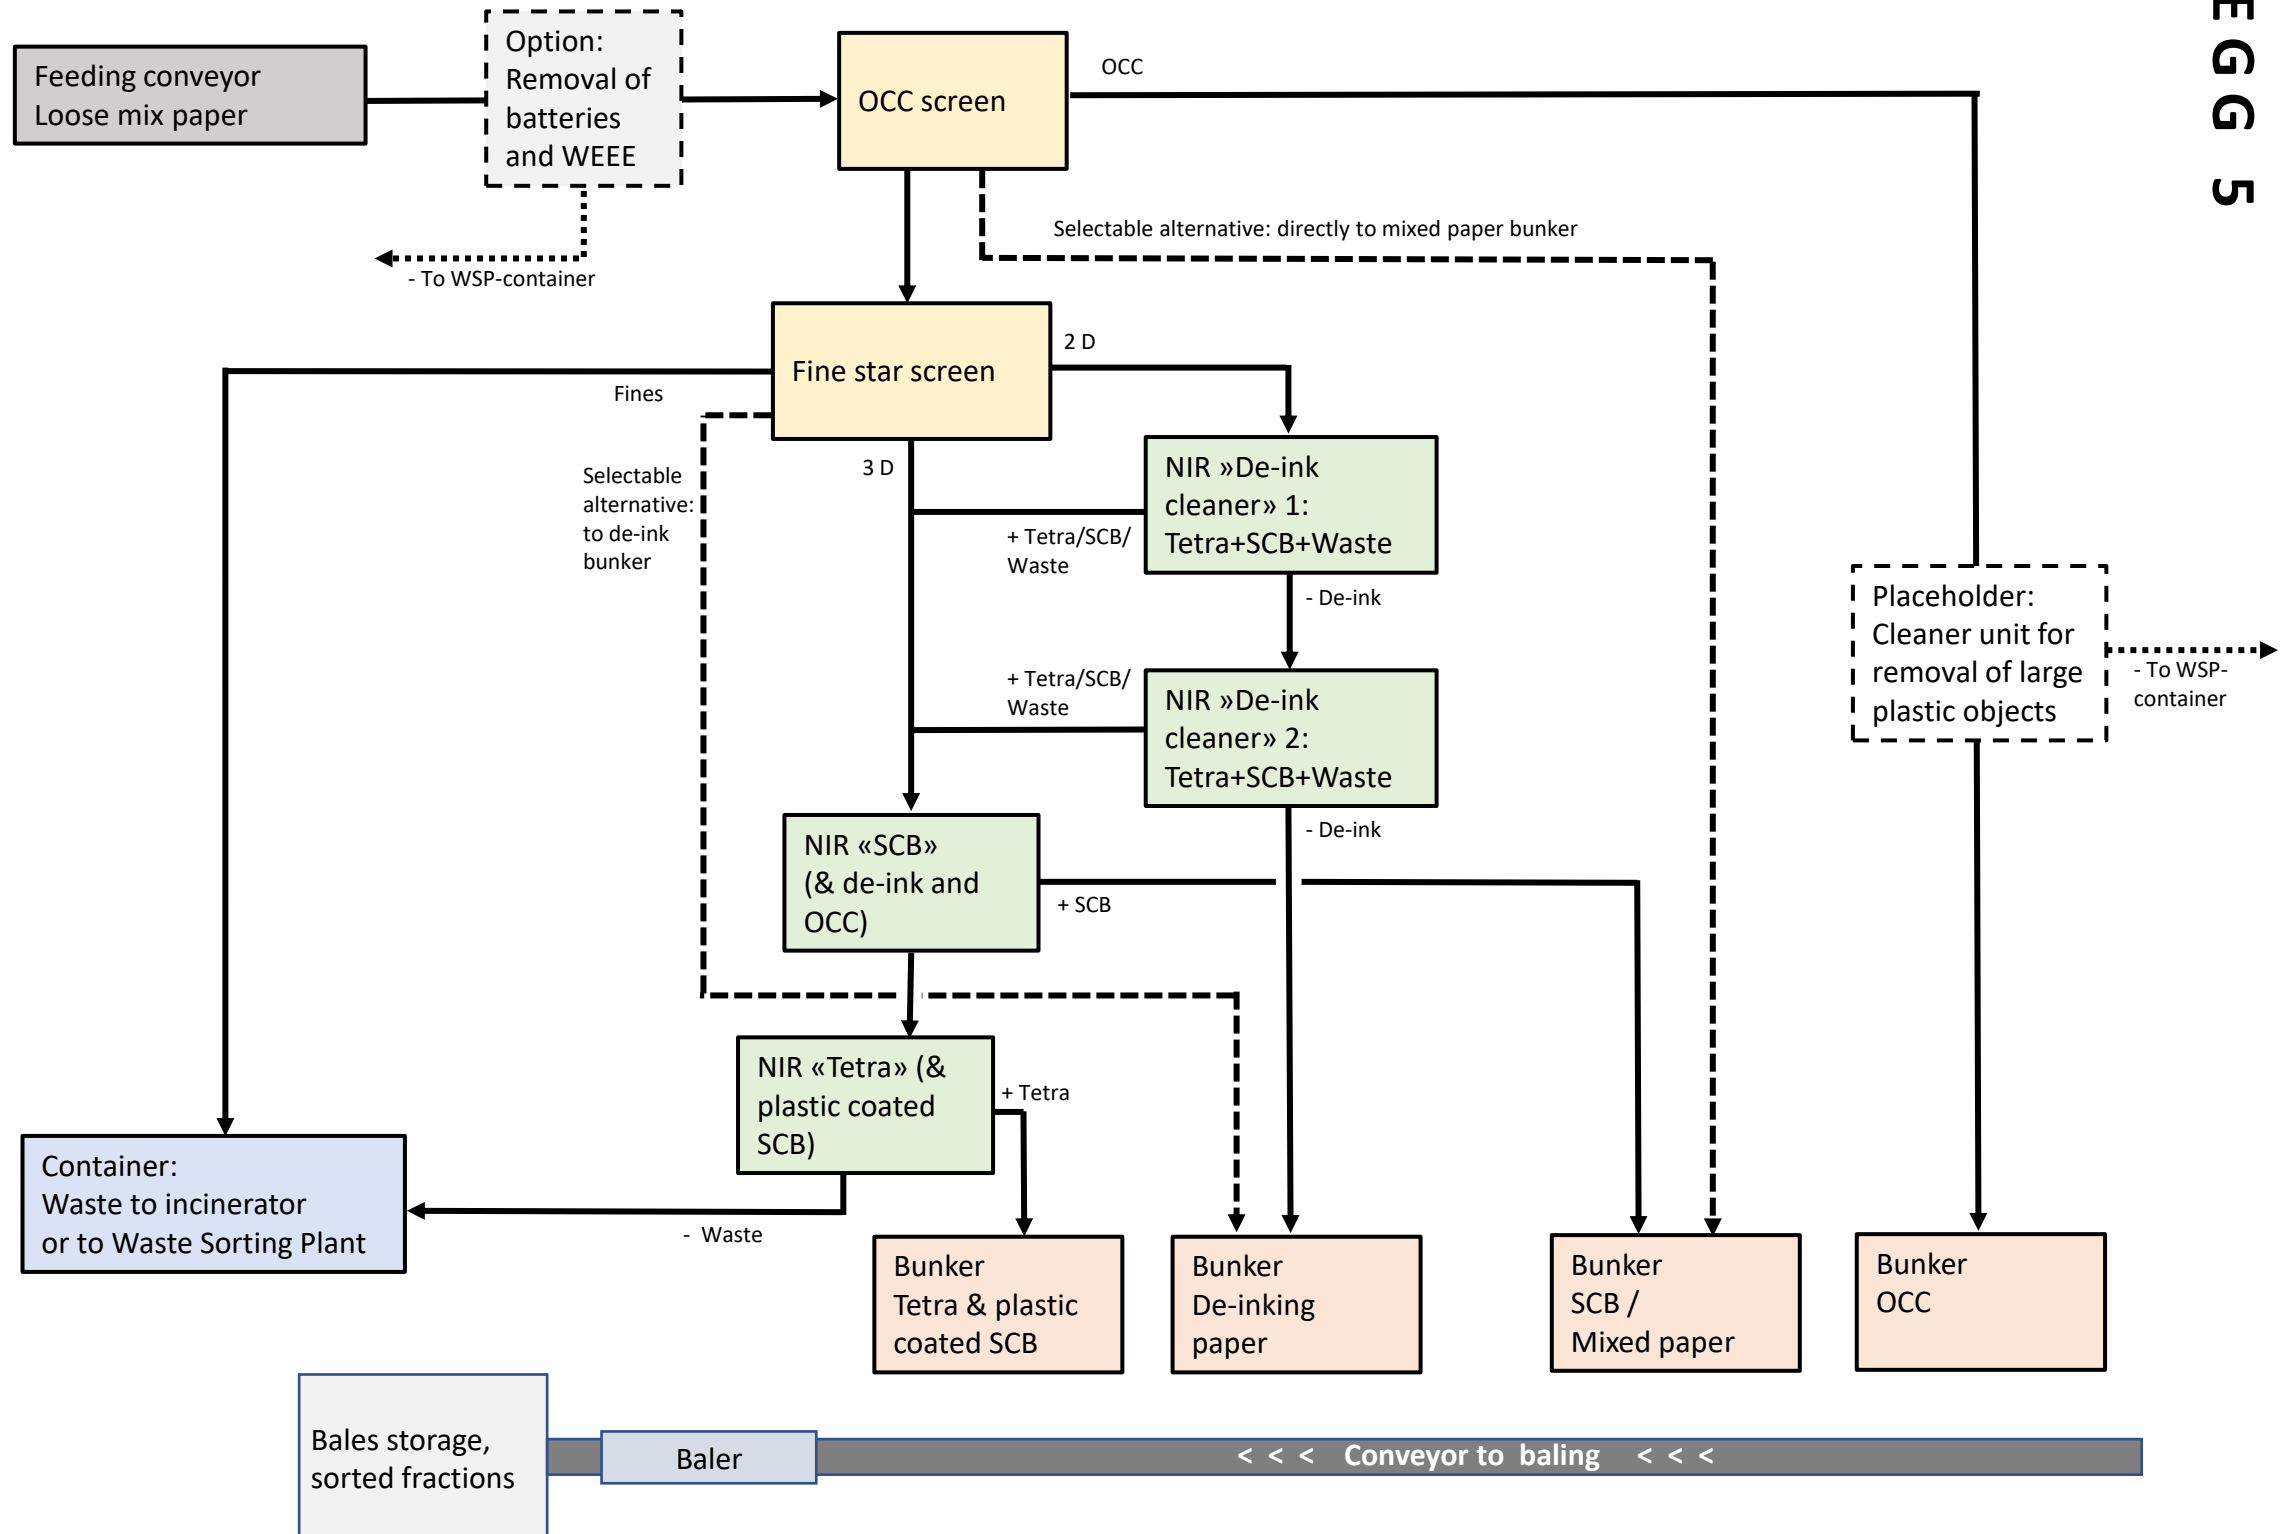 EGG 5
Feeding conveyor
Loose mix paper
Option:
Removal of
batteries
and WEEE
OCC screen
OCC
- To WSP-container
Selectable alternative: directly to mixed paper bunker
Fine star screen
2 D
Fines
3 D
Selectable
alternative:
to de-ink
bunker
NIR »De-ink
cleaner» 1:
Tetra+SCB+Waste
+ Tetra/SCB/
Waste
- De-ink
Placeholder:
Cleaner unit for
removal of large
plastic objects
- To WSP-
container
+ Tetra/SCB/
Waste
NIR »De-ink
cleaner» 2:
Tetra+SCB+Waste
- De-ink
NIR «SCB»
(& de-ink and
OCC)
+ SCB
NIR «Tetra» (&
plastic coated
SCB)
+ Tetra
Container:
Waste to incinerator
or to Waste Sorting Plant
- Waste
Bunker
Tetra & plastic
coated SCB
Bunker
De-inking
paper
Bunker
SCB /
Mixed paper
Bunker
OCC
Bales storage,
sorted fractions
Baler
< < < Conveyor to baling < < <